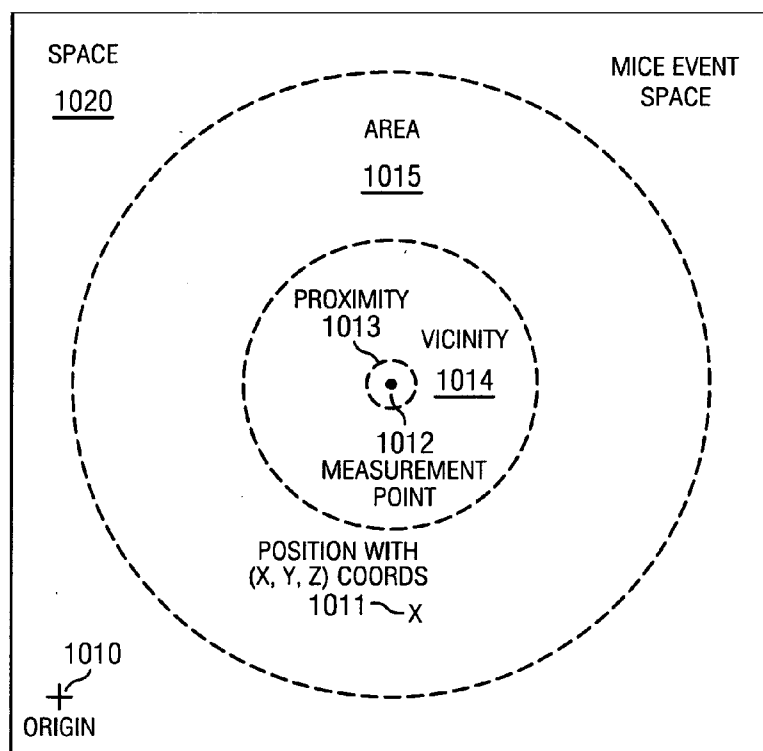 SPACE
1020
MICE EVENT
SPACE
AREA
1015
PROXIMITY
1013
VICINITY
1014
1012
MEASUREMENT
POINT
POSITION WITH
(X, Y, Z) COORDS
1011 X
1010
ORIGIN